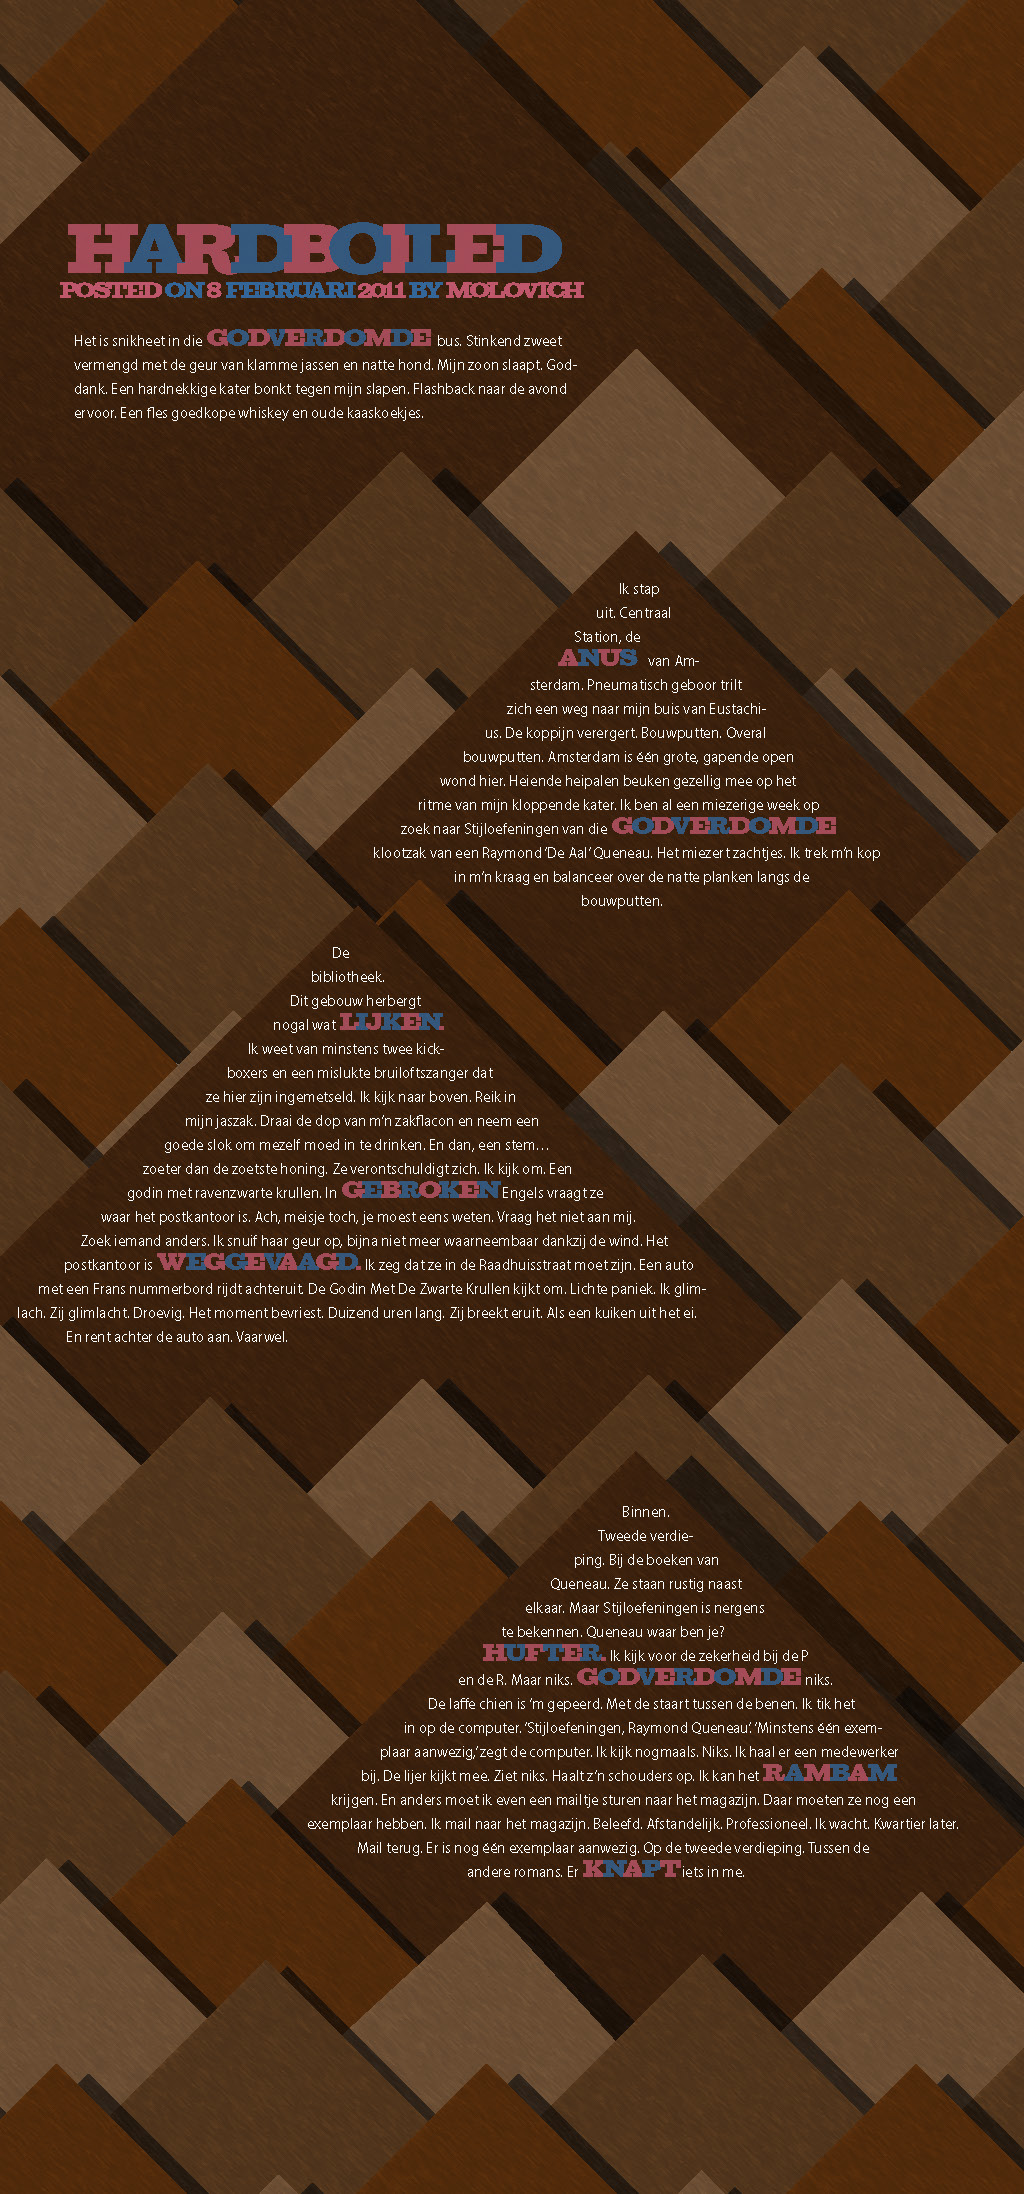 HARDBOILED
POSTED ON 8 FEBRUARI 2011 BY MOLOVICH
Het is snikheet in die GODVERDOMDE bus. Stinkend zweet
vermengd met de geur van klamme jassen en natte hond. Mijn zoon slaapt. God-
dank. Een hardnekkige kater bonkt tegen mijn slapen. Flashback naar de avond
ervoor. Een fles goedkope whiskey en oude kaaskoekjes.
Ik stap
uit. Centraal
Station, de
ANUS van Am-
sterdam. Pneumatisch geboor trilt
zich een weg naar mijn buis van Eustachi-
us. De koppijn verergert. Bouwputten. Overal
bouwputten. Amsterdam is één grote, gapende open
wond hier. Heiende heipalen beuken gezellig mee op het
ritme van mijn kloppende kater. Ik ben al een miezerige week op
zoek naar Stijloefeningen van die GODVERDOMDE
klootzak van een Raymond 'De Aal' Queneau. Het miezert zachtjes. Ik trek m'n kop
in m'n kraag en balanceer over de natte planken langs de
bouwputten.
De
bibliotheek.
Dit gebouw herbergt
nogal wat LIJKEN.
Ik weet van minstens twee kick-
boxers en een mislukte bruiloftszanger dat
ze hier zijn ingemetseld. Ik kijk naar boven. Reik in
mijn jaszak. Draai de dop van m'n zakflacon en neem een
goede slok om mezelf moed in te drinken. En dan, een stem…
zoeter dan de zoetste honing. Ze verontschuldigt zich. Ik kijk om. Een
godin met ravenzwarte krullen. In GEBROKEN Engels vraagt ze
waar het postkantoor is. Ach, meisje toch, je moest eens weten. Vraag het niet aan mij.
Zoek iemand anders. Ik snuif haar geur op, bijna niet meer waarneembaar dankzij de wind. Het
postkantoor is WEGGEVAAGD. Ik zeg dat ze in de Raadhuisstraat moet zijn. Een auto
met een Frans nummerbord rijdt achteruit. De Godin Met De Zwarte Krullen kijkt om. Lichte paniek. Ik glim-
lach. Zij glimlacht. Droevig. Het moment bevriest. Duizend uren lang. Zij breekt eruit. Als een kuiken uit het ei.
En rent achter de auto aan. Vaarwel.
Binnen.
Tweede verdie-
ping. Bij de boeken van
Queneau. Ze staan rustig naast
elkaar. Maar Stijloefeningen is nergens
te bekennen. Queneau waar ben je?
HUFTER. Ik kijk voor de zekerheid bij de P
en de R. Maar niks. GODVERDOMDE niks.
De laffe chien is 'm gepeerd. Met de staart tussen de benen. Ik tik het
in op de computer. 'Stijloefeningen, Raymond Queneau'. 'Minstens één exem-
plaar aanwezig,' zegt de computer. Ik kijk nogmaals. Niks. Ik haal er een medewerker
bij. De lijer kijkt mee. Ziet niks. Haalt z'n schouders op. Ik kan het RAMBAM
krijgen. En anders moet ik even een mailtje sturen naar het magazijn. Daar moeten ze nog een
exemplaar hebben. Ik mail naar het magazijn. Beleefd. Afstandelijk. Professioneel. Ik wacht. Kwartier later.
Mail terug. Er is nog één exemplaar aanwezig. Op de tweede verdieping. Tussen de
andere romans. Er KNAPT iets in me.